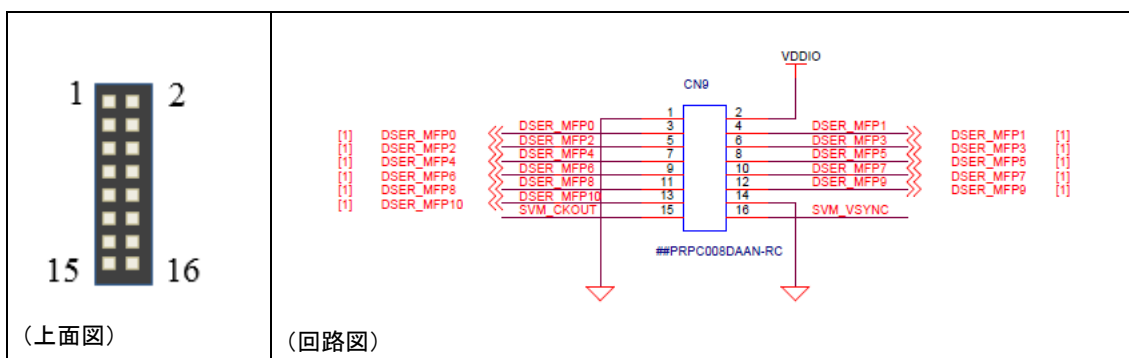 1 2
15 16
(上面図)
VDDIO
CN9
1 2
[1] DSER_MFP0 DSER_MFP0 3 4 DSER_MFP1 DSER_MFP1 [1]
[1] DSER_MFP2 DSER_MFP2 5 6 DSER_MFP3 DSER_MFP3 [1]
[1] DSER_MFP4 DSER_MFP4 7 8 DSER_MFP5 DSER_MFP5 [1]
[1] DSER_MFP6 DSER_MFP6 9 10 DSER_MFP7 DSER_MFP7 [1]
[1] DSER_MFP8 DSER_MFP8 11 12 DSER_MFP9 DSER_MFP9 [1]
[1] DSER_MFP10 DSER_MFP10 13 14
SVM_CKOUT 15 16 SVM_VSYNC
##PRPC008DAAN-RC
(回路図)